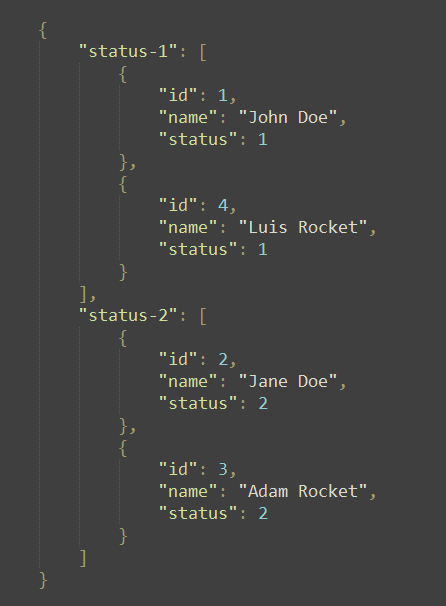 {
    "status-1": [
        {
            "id": 1,
            "name": "John Doe",
            "status": 1
        },
        {
            "id": 4,
            "name": "Luis Rocket",
            "status": 1
        }
    ],
    "status-2": [
        {
            "id": 2,
            "name": "Jane Doe",
            "status": 2
        },
        {
            "id": 3,
            "name": "Adam Rocket",
            "status": 2
        }
    ]
}